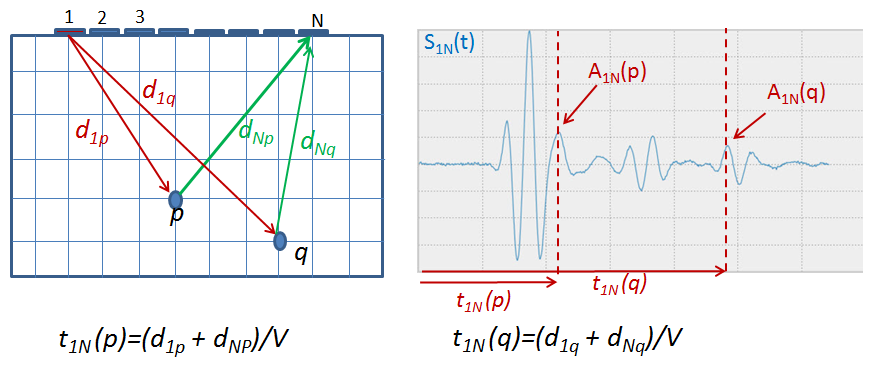 1 2 3 N
S1N(t)
A1N(p)
A1N(q)
d1q
d1p
dNp
dNq
p
q
t1N(p)
t1N(q)
t1N(p)=(d1p + dNP)/V
t1N(q)=(d1q + dNq)/V